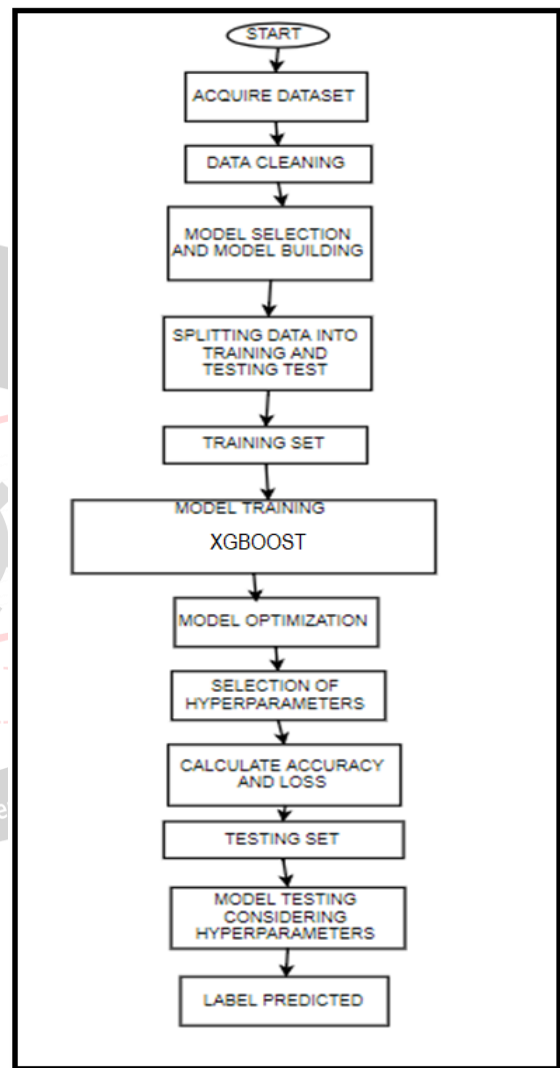 START
ACQUIRE DATASET
DATA CLEANING
MODEL SELECTION
AND MODEL BUILDING
SPLITTING DATA INTO
TRAINING AND
TESTING TEST
TRAINING SET
MODEL TRAINING
XGBOOST
MODEL OPTIMIZATION
SELECTION OF
HYPERPARAMETERS
CALCULATE ACCURACY
AND LOSS
TESTING SET
MODEL TESTING
CONSIDERING
HYPERPARAMETERS
LABEL PREDICTED